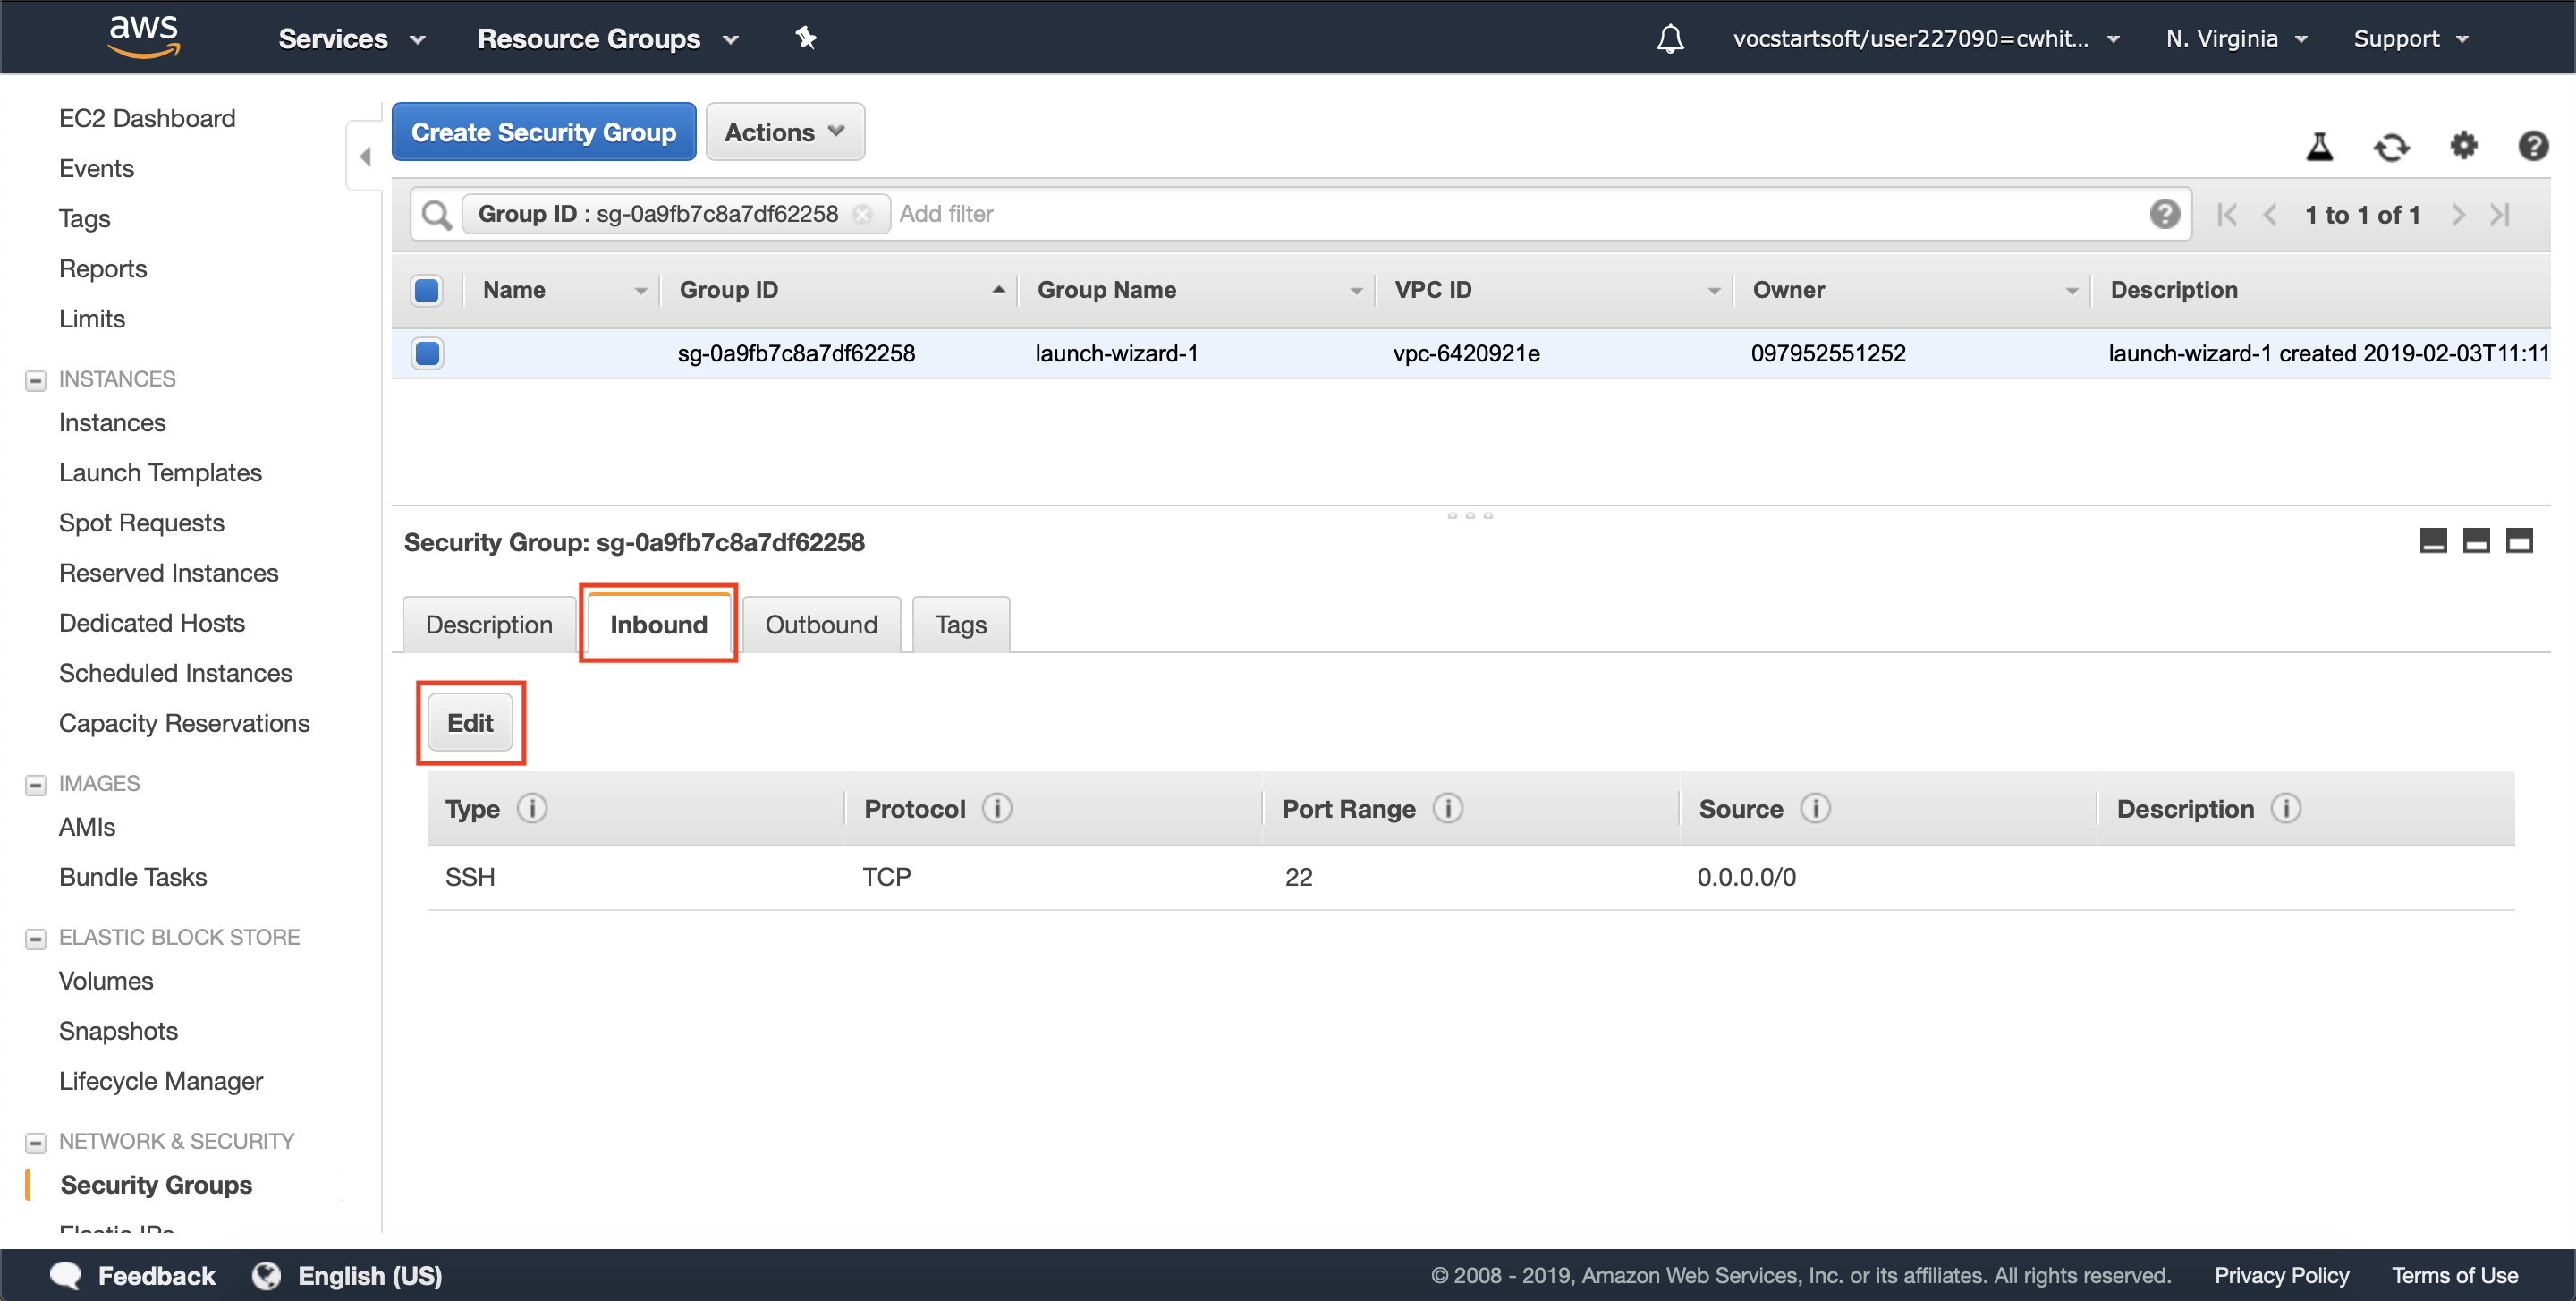 aws Services Resource Groups vocstartsoft/user227090=cwhit... N. Virginia Support
EC2 Dashboard
Events
Tags
Reports
Limits
INSTANCES
Instances
Launch Templates
Spot Requests
Reserved Instances
Dedicated Hosts
Scheduled Instances
Capacity Reservations
IMAGES
AMIs
Bundle Tasks
ELASTIC BLOCK STORE
Volumes
Snapshots
Lifecycle Manager
NETWORK & SECURITY
Security Groups
Elastic IPs
Create Security Group Actions
Group ID : sg-0a9fb7c8a7df62258 Add filter 1 to 1 of 1
Name Group ID Group Name VPC ID Owner Description
sg-0a9fb7c8a7df62258 launch-wizard-1 vpc-6420921e 097952551252 launch-wizard-1 created 2019-02-03T11:11
Security Group: sg-0a9fb7c8a7df62258
Description Inbound Outbound Tags
Edit
Type Protocol Port Range Source Description
SSH TCP 22 0.0.0.0/0
Feedback English (US) © 2008 - 2019, Amazon Web Services, Inc. or its affiliates. All rights reserved. Privacy Policy Terms of Use